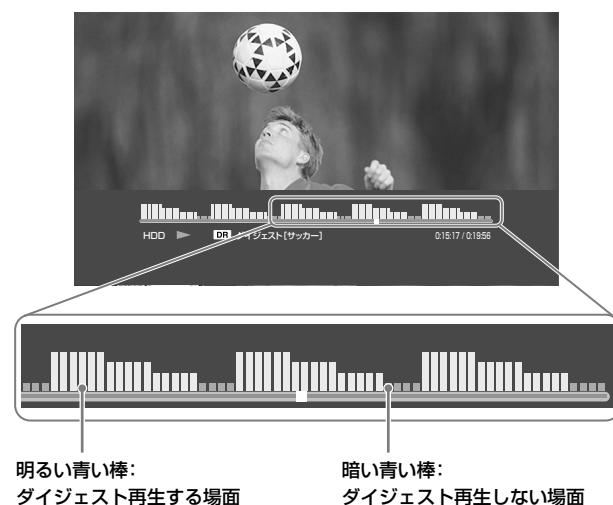 HDD DR ダイジェスト[サッカー] 0:15:17 / 0:19:56
明るい青い棒：
ダイジェスト再生する場面
暗い青い棒：
ダイジェスト再生しない場面